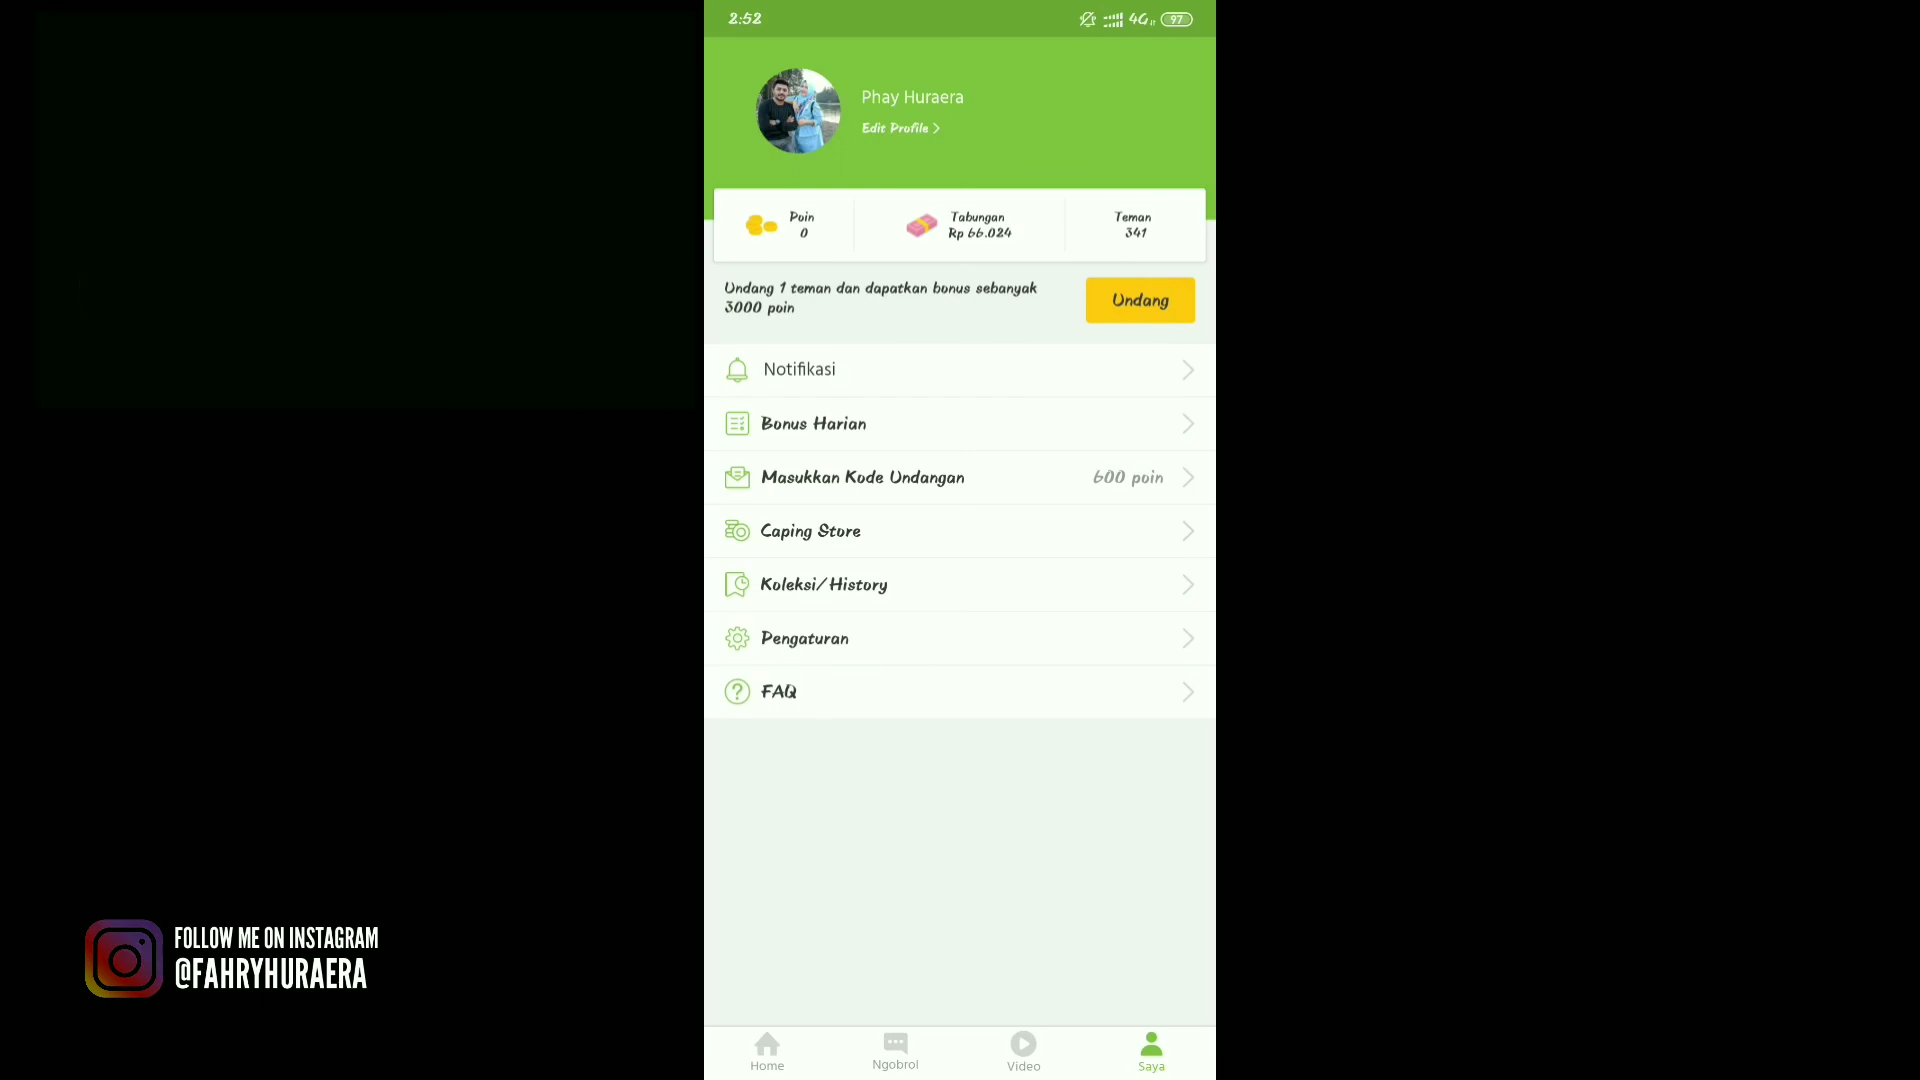 2:52
4G
97
Phay Huraera
Edit Profile
Poin
0
Tabungan
Rp 66.024
Teman
341
Undang 1 teman dan dapatkan bonus sebanyak
3000 poin
Undang
Notifikasi
Bonus Harian
Masukkan Kode Undangan
600 poin
Caping Store
Koleksi/History
Pengaturan
FAQ
FOLLOW ME ON INSTAGRAM
@FAHRYHURAERA
Home
Ngobrol
Video
Saya